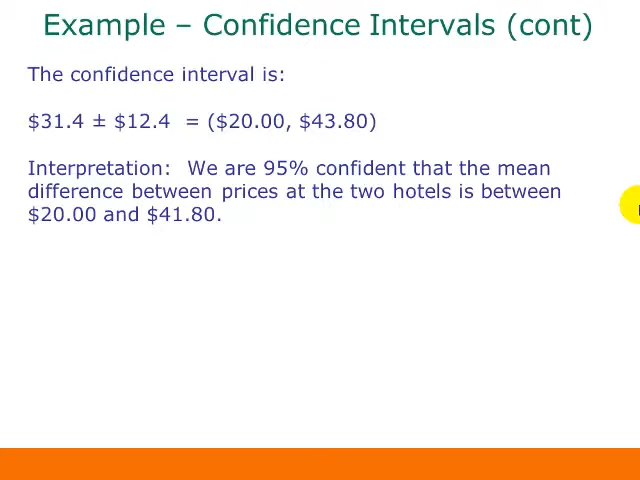 Example – Confidence Intervals (cont)
The confidence interval is:
$31.4 ± $12.4 = ($20.00, $43.80)
Interpretation: We are 95% confident that the mean
difference between prices at the two hotels is between
$20.00 and $41.80.